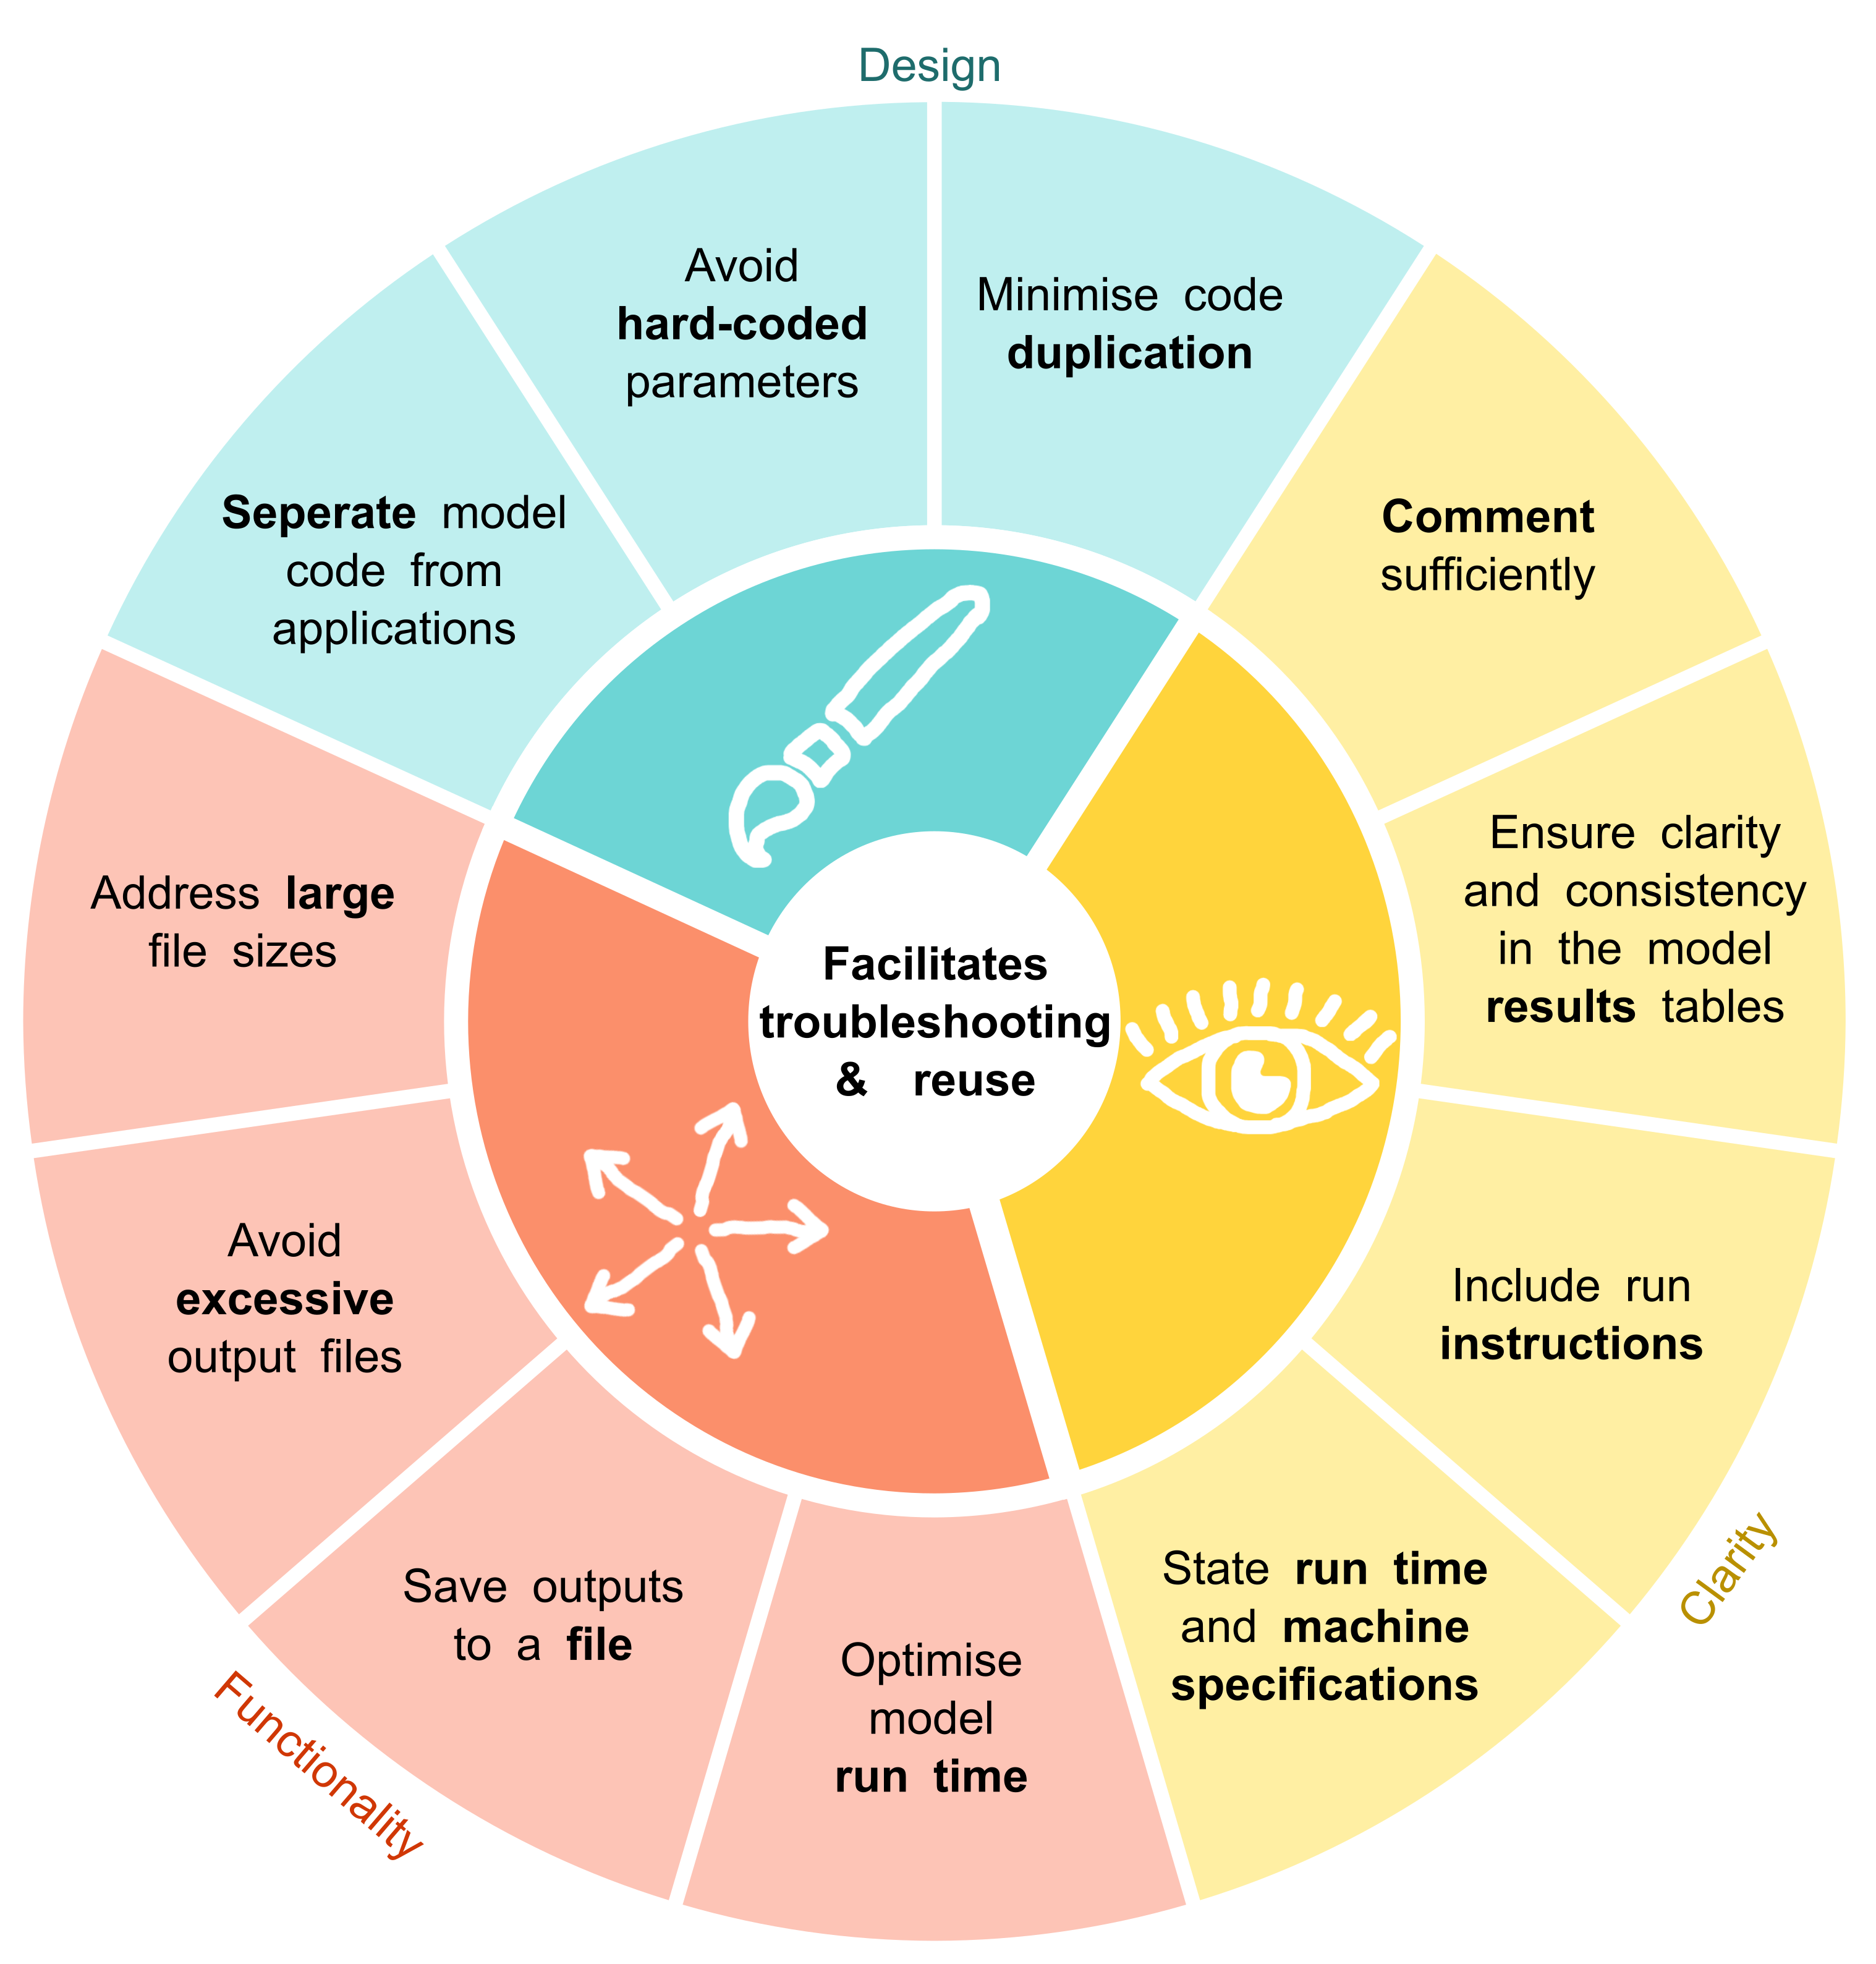 Design
Avoid
hard-coded
parameters
Minimise code
duplication
Comment
sufficiently
Ensure clarity
and consistency
in the model
results tables
Include run
instructions
Clarity
State run time
and machine
specifications
Optimise
model
run time
Save outputs
to a file
Functionality
Avoid
excessive
output files
Address large
file sizes
Seperate model
code from
applications
Facilitates
troubleshooting
& reuse